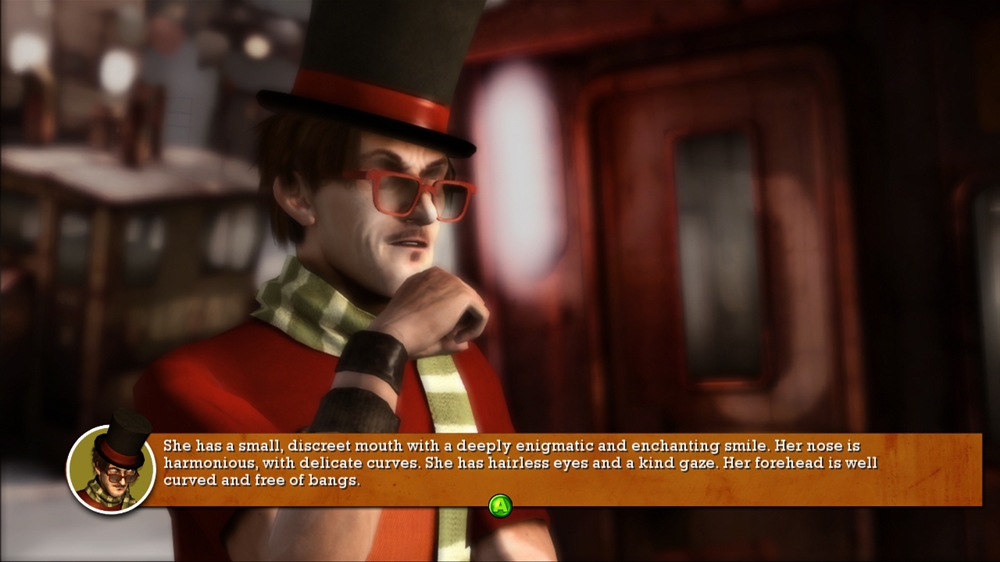 She has a small, discreet mouth with a deeply enigmatic and enchanting smile. Her nose is
harmonious, with delicate curves. She has hairless eyes and a kind gaze. Her forehead is well
curved and free of bangs.
A